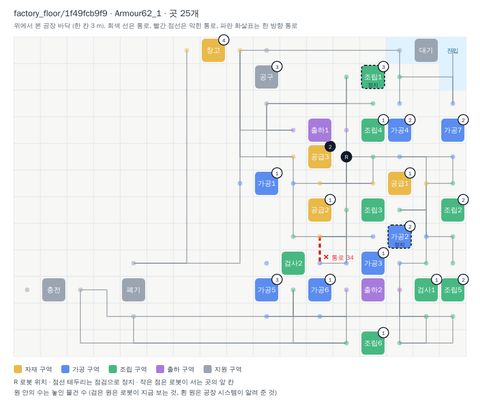 factory_floor/1f49fcb9f9 · Armour62_1 · 곳 25개
위에서 본 공장 바닥 (한 칸 3 m). 회색 선은 통로, 빨간 점선은 막힌 통로, 파란 화살표는 한 방향 통로
창고 4
공구 3
조립1 3
대기
진입
출하1
조립4 1
가공4 2
가공7 2
공급3 2
R
가공1 1
공급1 1
공급2 1
조립3
조립2 2
가공2 2
✕ 통로 34
검사2
가공3 1
충전
폐기
가공5 3
가공6 1
출하2
검사1 1
조립5 2
조립6 2
자재 구역
가공 구역
조립 구역
출하 구역
지원 구역
R 로봇 위치 · 점선 테두리는 점검으로 정지 · 작은 점은 로봇이 서는 곳의 앞 칸
원 안의 수는 놓인 물건 수 (검은 원은 로봇이 지금 보는 것, 흰 원은 공장 시스템이 알려 준 것)